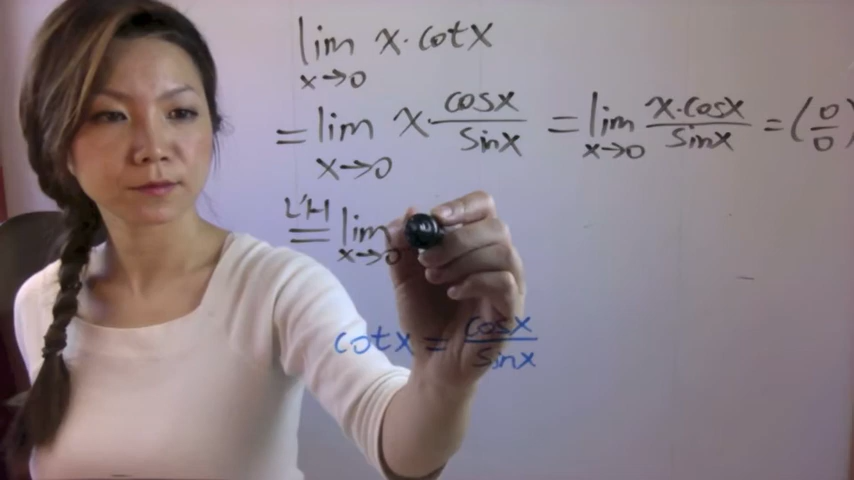 lim x→0 x·cotx
= lim x→0 x·cosx/sinx = lim x→0 x·cosx/sinx = (0/0)
L'H = lim x→0
cotx = cosx/sinx